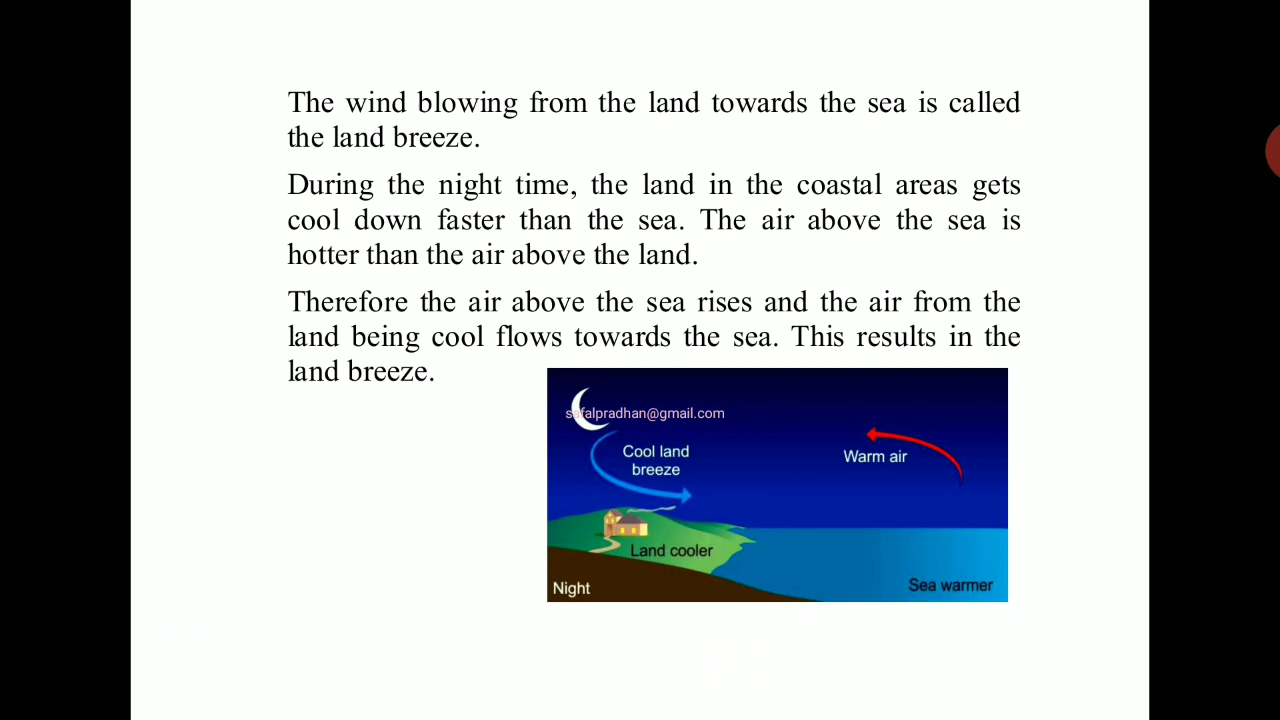 The wind blowing from the land towards the sea is called
the land breeze.
During the night time, the land in the coastal areas gets
cool down faster than the sea. The air above the sea is
hotter than the air above the land.
Therefore the air above the sea rises and the air from the
land being cool flows towards the sea. This results in the
land breeze.
safalpradhan@gmail.com
Cool land
breeze
Warm air
Land cooler
Night
Sea warmer